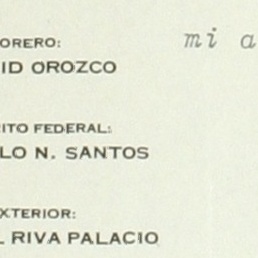 ORERO: mi a
ID OROZCO
ITO FEDERAL:
LO N. SANTOS
XTERIOR:
L RIVA PALACIO